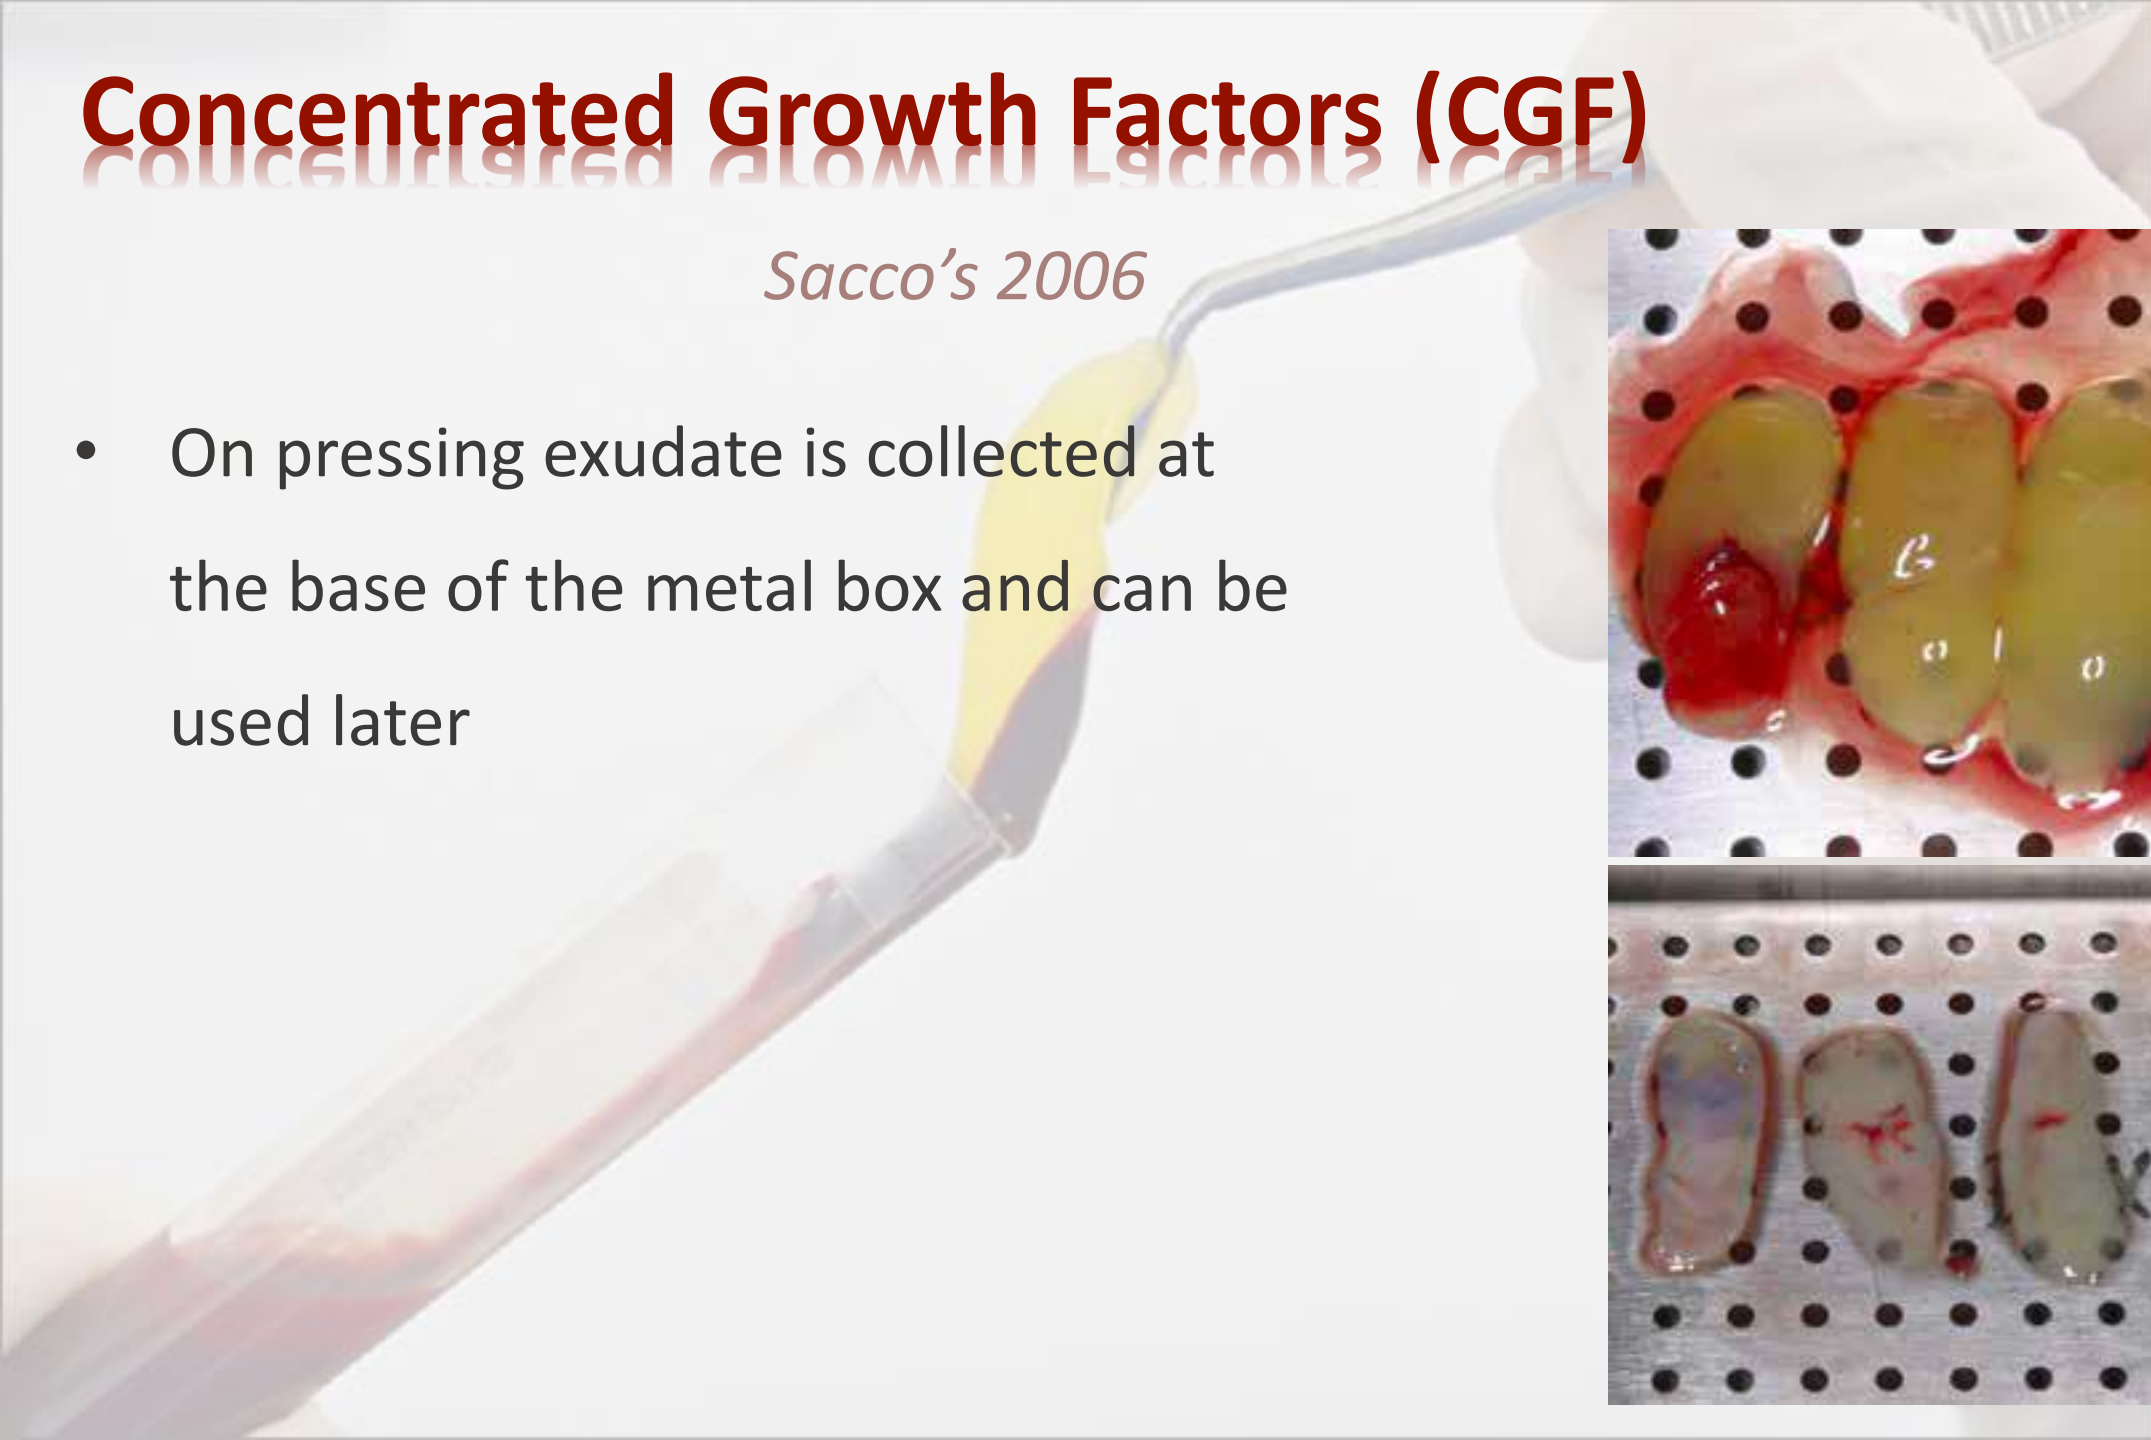 Concentrated Growth Factors (CGF)
Sacco’s 2006
• On pressing exudate is collected at
the base of the metal box and can be
used later